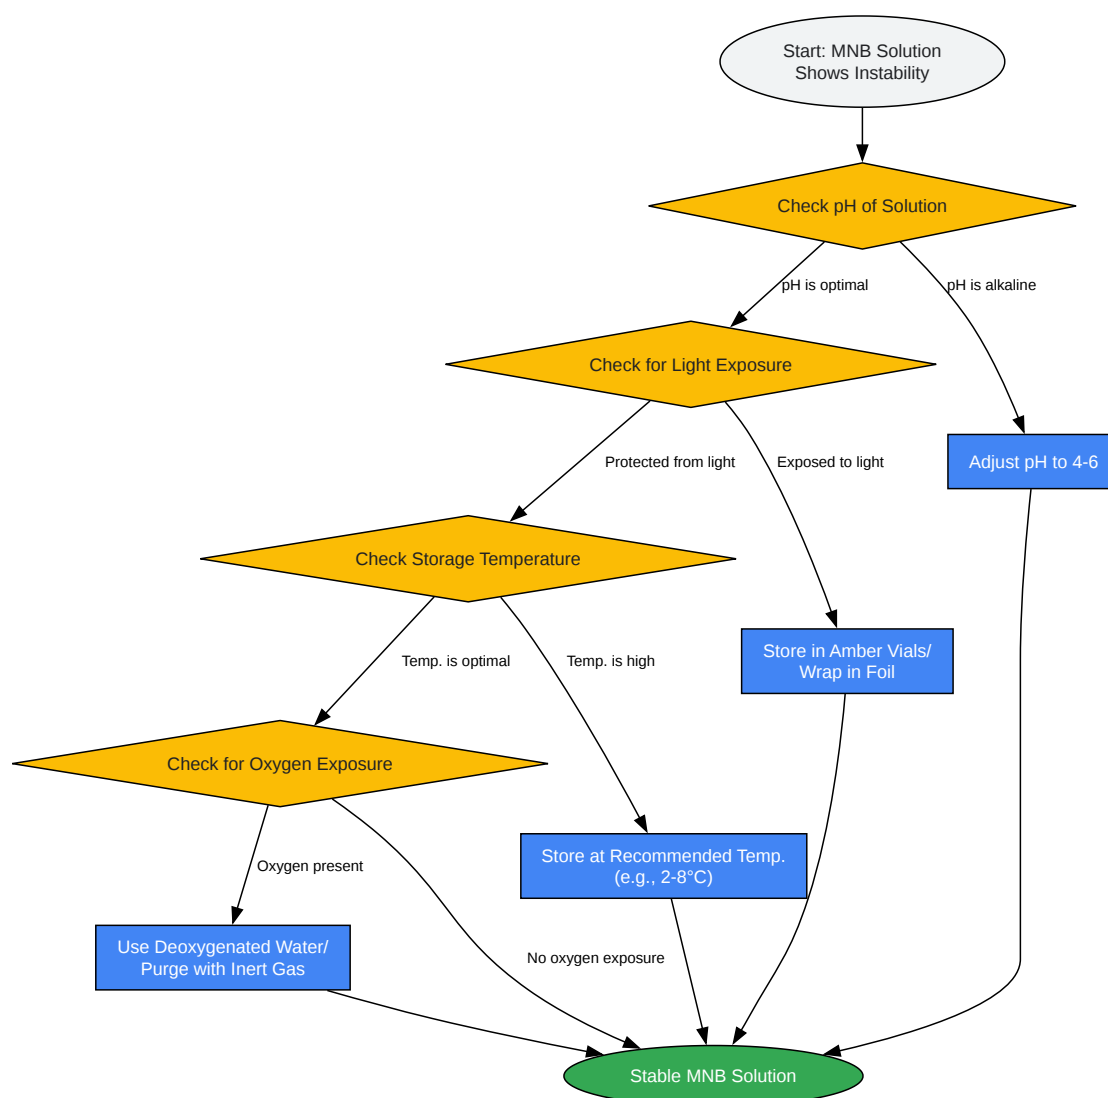 Start: MNB Solution
Shows Instability
Check pH of Solution
pH is optimal
pH is alkaline
Check for Light Exposure
Protected from light
Exposed to light
Adjust pH to 4-6
Check Storage Temperature
Temp. is optimal
Temp. is high
Store in Amber Vials/
Wrap in Foil
Check for Oxygen Exposure
Oxygen present
Store at Recommended Temp.
(e.g., 2-8°C)
Use Deoxygenated Water/
Purge with Inert Gas
No oxygen exposure
Stable MNB Solution